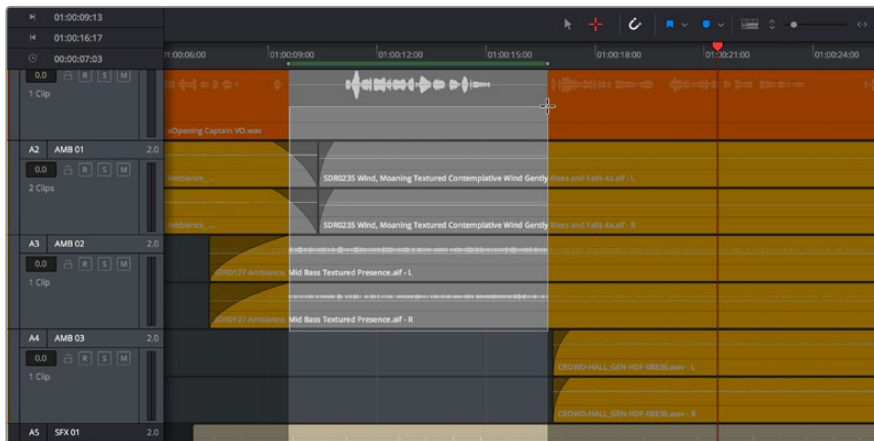 01:00:09:13
01:00:16:17
00:00:07:03
01:00:06:00 01:00:09:00 01:00:12:00 01:00:15:00 01:00:18:00 01:00:21:00 01:00:24:00
0.0 R S M
1 Clip
Opening Captain VO.wav
A2 AMB 01 2.0
0.0 R S M
2 Clips
Ambience_ ...
SDR0235 Wind, Moaning Textured Contemplative Wind Gently Rises and Falls 4x.aif - L
Ambience_ ...
SDR0235 Wind, Moaning Textured Contemplative Wind Gently Rises and Falls 4x.aif - R
A3 AMB 02 2.0
0.0 R S M
1 Clip
SDR0127 Ambiance, Mid Bass Textured Presence.aif - L
SDR0127 Ambiance, Mid Bass Textured Presence.aif - R
A4 AMB 03 2.0
0.0 R S M
1 Clip
CROWD-HALL_GEN-HDF-08836.wav - L
CROWD-HALL_GEN-HDF-08836.wav - R
A5 SFX 01 2.0